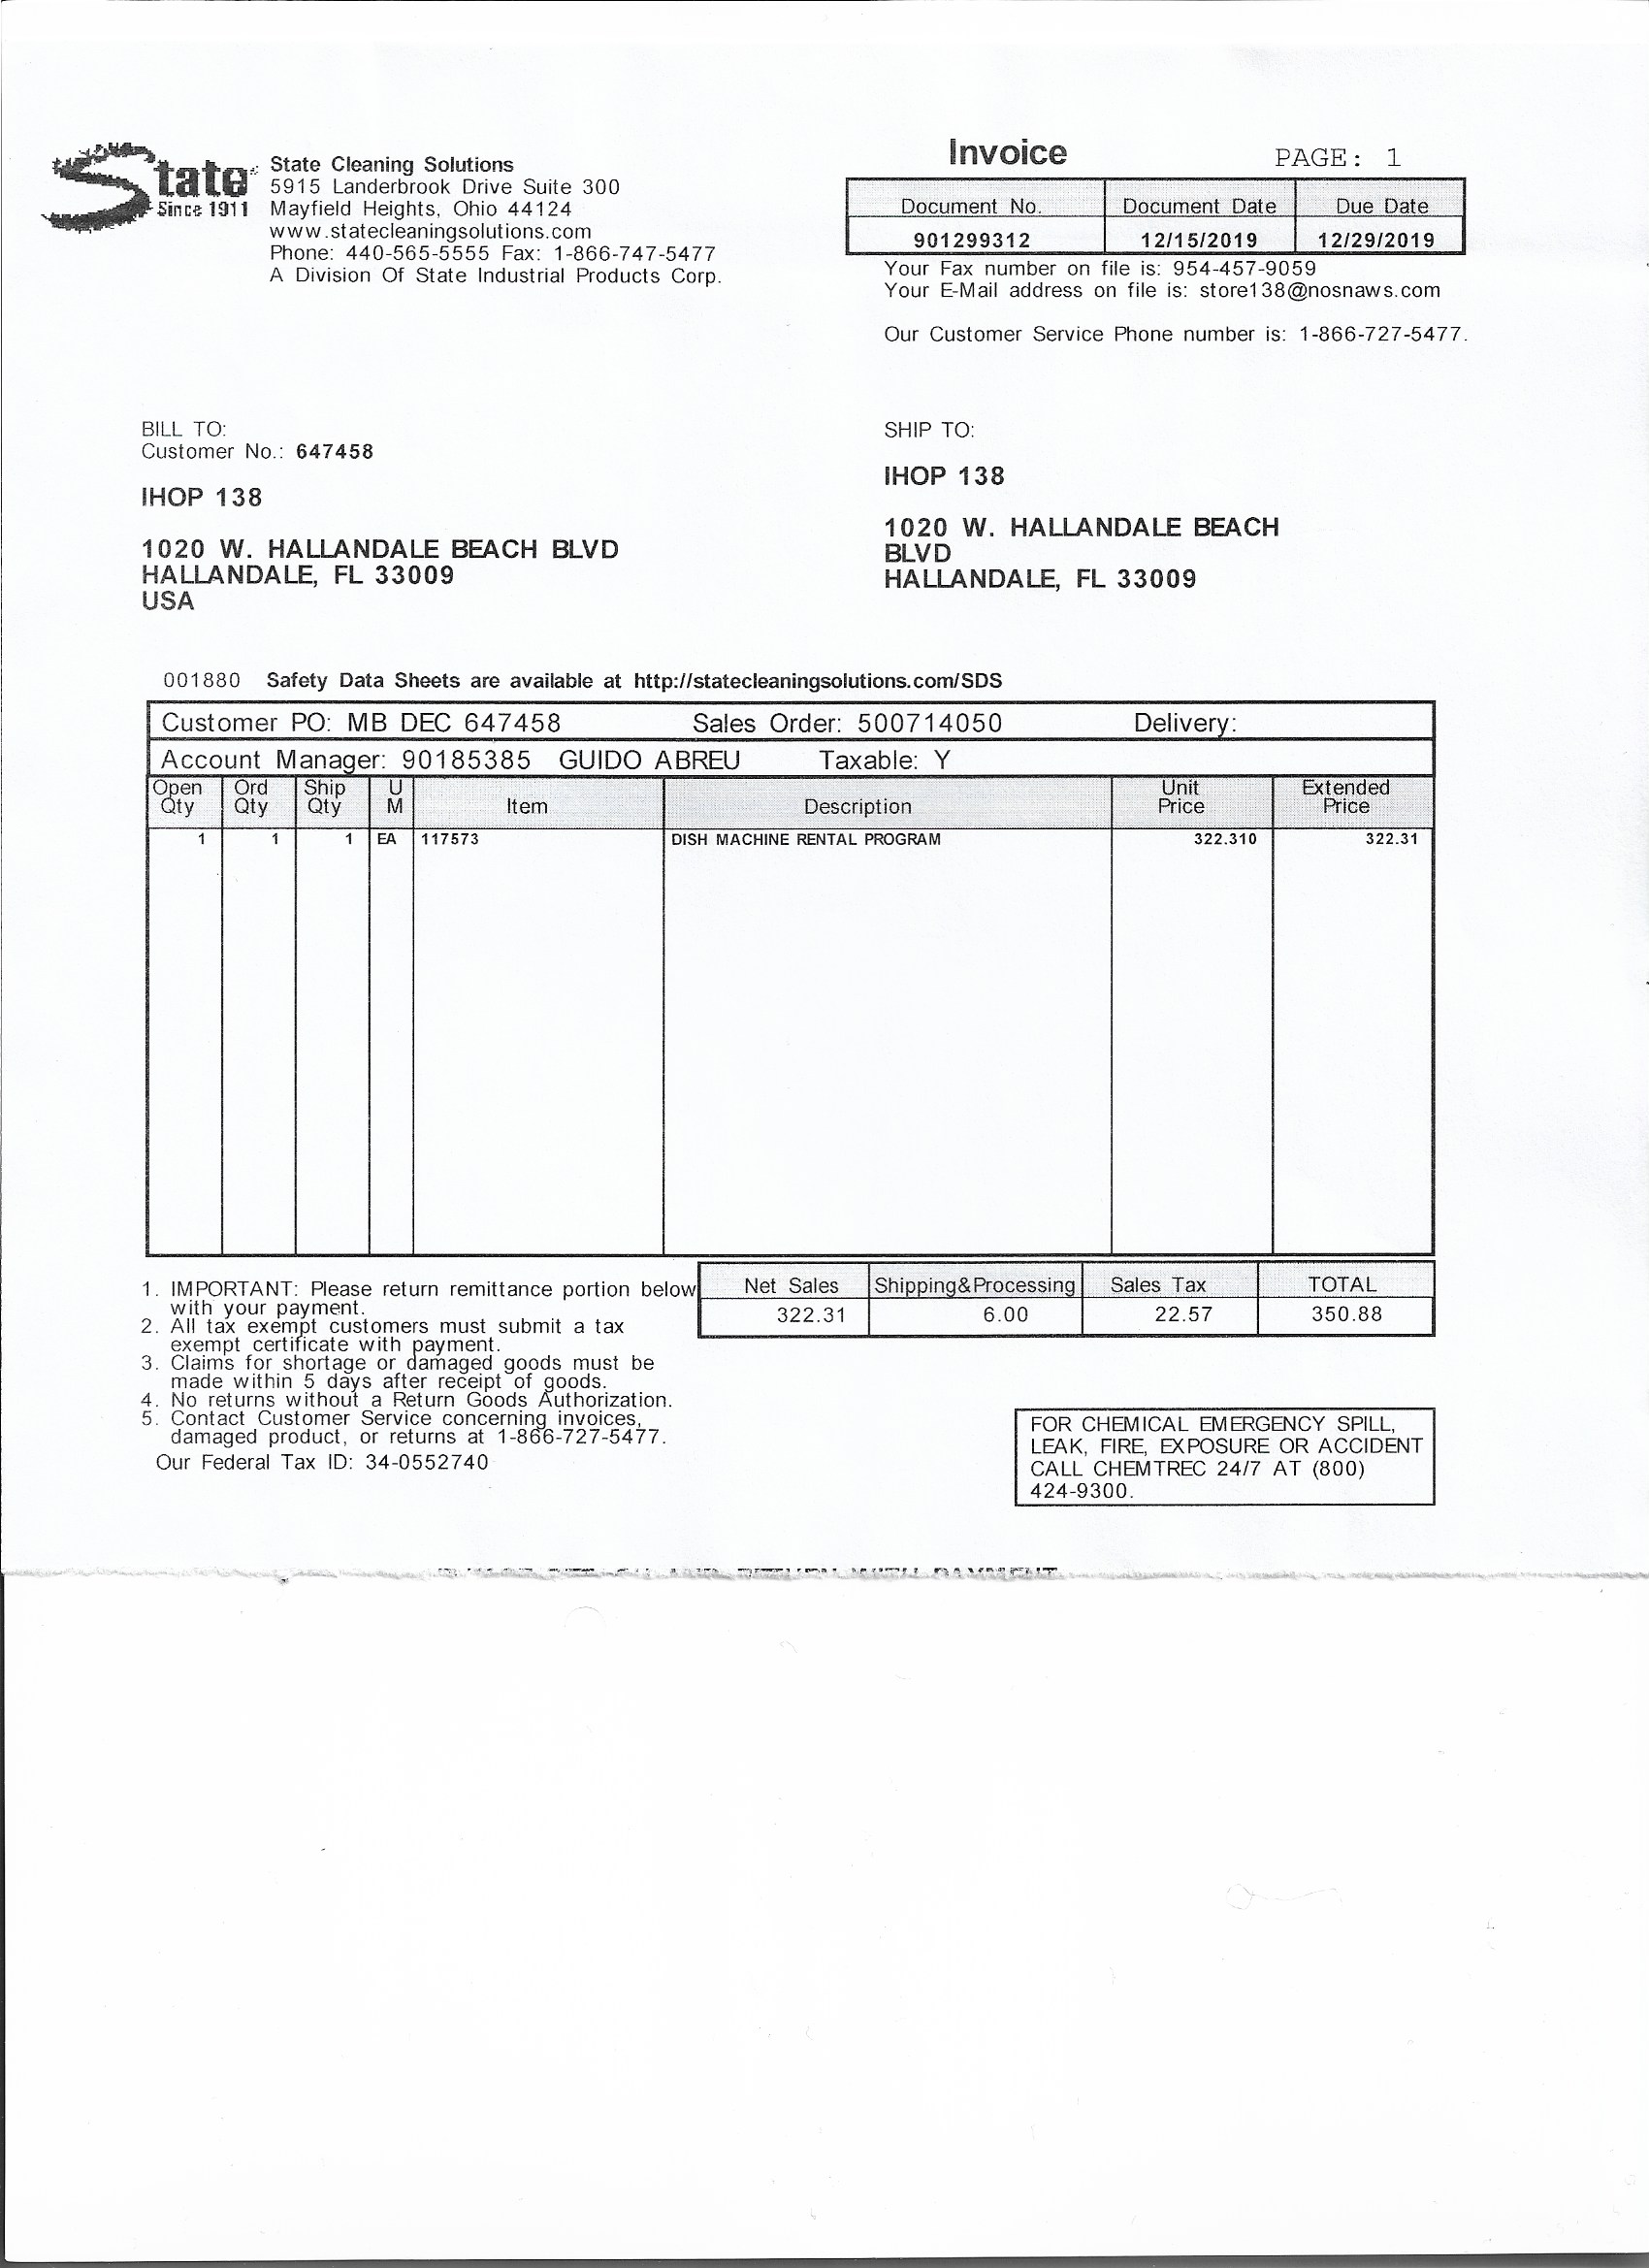 State
Since 1911
State Cleaning Solutions
5915 Landerbrook Drive Suite 300
Mayfield Heights, Ohio 44124
www.statecleaningsolutions.com
Phone: 440-565-5555 Fax: 1-866-747-5477
A Division Of State Industrial Products Corp.
Invoice PAGE: 1
Document No. Document Date Due Date
901299312 12/15/2019 12/29/2019
Your Fax number on file is: 954-457-9059
Your E-Mail address on file is: store138@nosnaws.com
Our Customer Service Phone number is: 1-866-727-5477.
BILL TO:
Customer No.: 647458
IHOP 138
1020 W. HALLANDALE BEACH BLVD
HALLANDALE, FL 33009
USA
SHIP TO:
IHOP 138
1020 W. HALLANDALE BEACH
BLVD
HALLANDALE, FL 33009
001880 Safety Data Sheets are available at http://statecleaningsolutions.com/SDS
Customer PO: MB DEC 647458 Sales Order: 500714050 Delivery:
Account Manager: 90185385 GUIDO ABREU Taxable: Y
Open Qty Ord Qty Ship Qty UM Item Description Unit Price Extended Price
1 1 1 EA 117573 DISH MACHINE RENTAL PROGRAM 322.310 322.31
Net Sales Shipping&Processing Sales Tax TOTAL
322.31 6.00 22.57 350.88
1. IMPORTANT: Please return remittance portion below
with your payment.
2. All tax exempt customers must submit a tax
exempt certificate with payment.
3. Claims for shortage or damaged goods must be
made within 5 days after receipt of goods.
4. No returns without a Return Goods Authorization.
5. Contact Customer Service concerning invoices,
damaged product, or returns at 1-866-727-5477.
Our Federal Tax ID: 34-0552740
FOR CHEMICAL EMERGENCY SPILL,
LEAK, FIRE, EXPOSURE OR ACCIDENT
CALL CHEMTREC 24/7 AT (800)
424-9300.